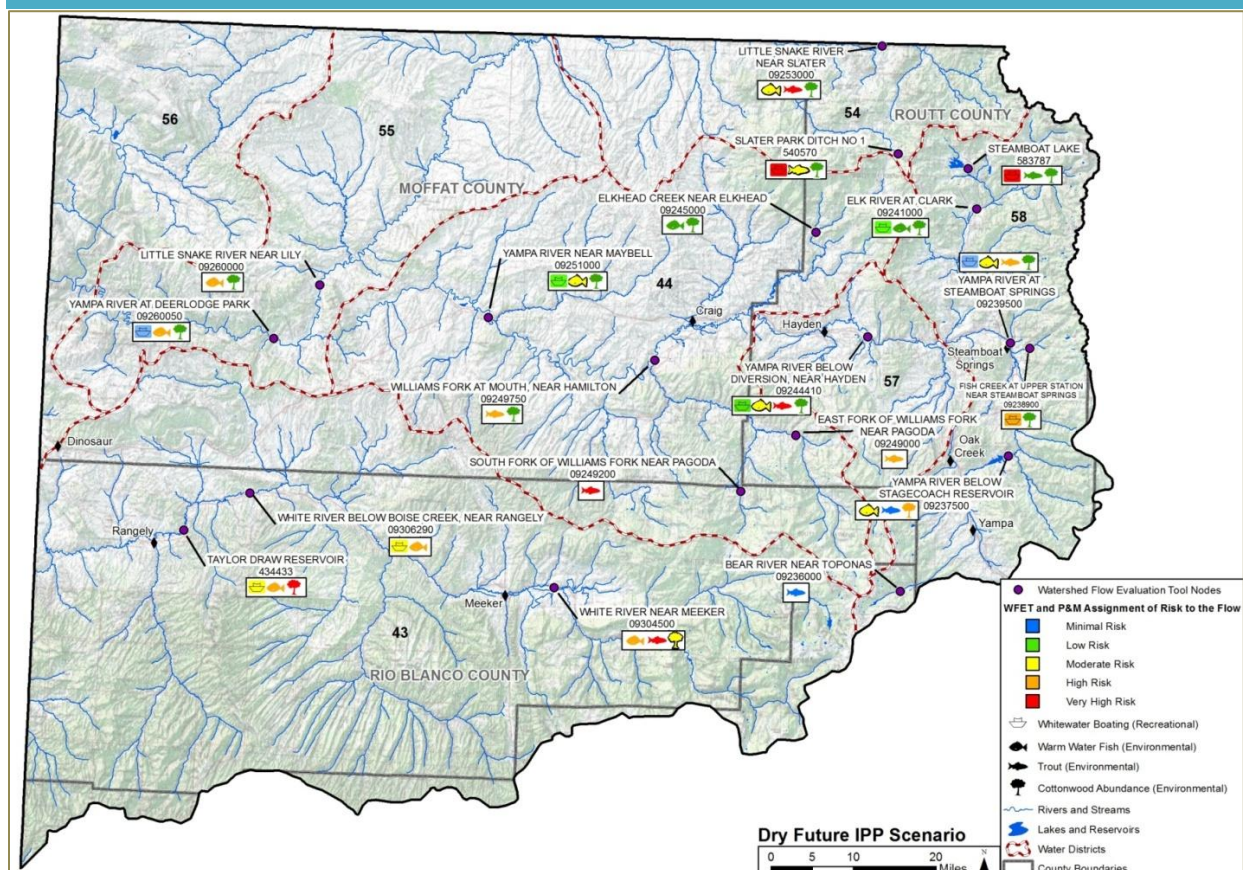 LITTLE SNAKE RIVER
NEAR SLATER
09253000
54
ROUTT COUNTY
56
55
SLATER PARK DITCH NO 1
540570
STEAMBOAT LAKE
583787
MOFFAT COUNTY
ELKHEAD CREEK NEAR ELKHEAD
09245000
ELK RIVER AT CLARK
09241000
58
LITTLE SNAKE RIVER NEAR LILY
09260000
YAMPA RIVER NEAR MAYBELL
09251000
44
YAMPA RIVER AT
STEAMBOAT SPRINGS
09239500
YAMPA RIVER AT DEERLODGE PARK
09260050
Craig
Hayden
Steamboat
Springs
YAMPA RIVER BELOW
DIVERSION, NEAR HAYDEN
09244410
57
WILLIAMS FORK AT MOUTH, NEAR HAMILTON
09249750
FISH CREEK AT UPPER STATION
NEAR STEAMBOAT SPRINGS
09238900
EAST FORK OF WILLIAMS FORK
NEAR PAGODA
09249000
Oak
Creek
Dinosaur
SOUTH FORK OF WILLIAMS FORK NEAR PAGODA
09249200
YAMPA RIVER BELOW
STAGECOACH RESERVOIR
09237500
Yampa
WHITE RIVER BELOW BOISE CREEK, NEAR RANGELY
09306290
Rangely
TAYLOR DRAW RESERVOIR
434433
BEAR RIVER NEAR TOPONAS
09236000
Meeker
WHITE RIVER NEAR MEEKER
09304500
43
RIO BLANCO COUNTY
Watershed Flow Evaluation Tool Nodes
WFET and P&M Assignment of Risk to the Flow
Minimal Risk
Low Risk
Moderate Risk
High Risk
Very High Risk
Whitewater Boating (Recreational)
Warm Water Fish (Environmental)
Trout (Environmental)
Cottonwood Abundance (Environmental)
Rivers and Streams
Lakes and Reservoirs
Water Districts
County Boundaries
Dry Future IPP Scenario
0 5 10 20
Miles
N